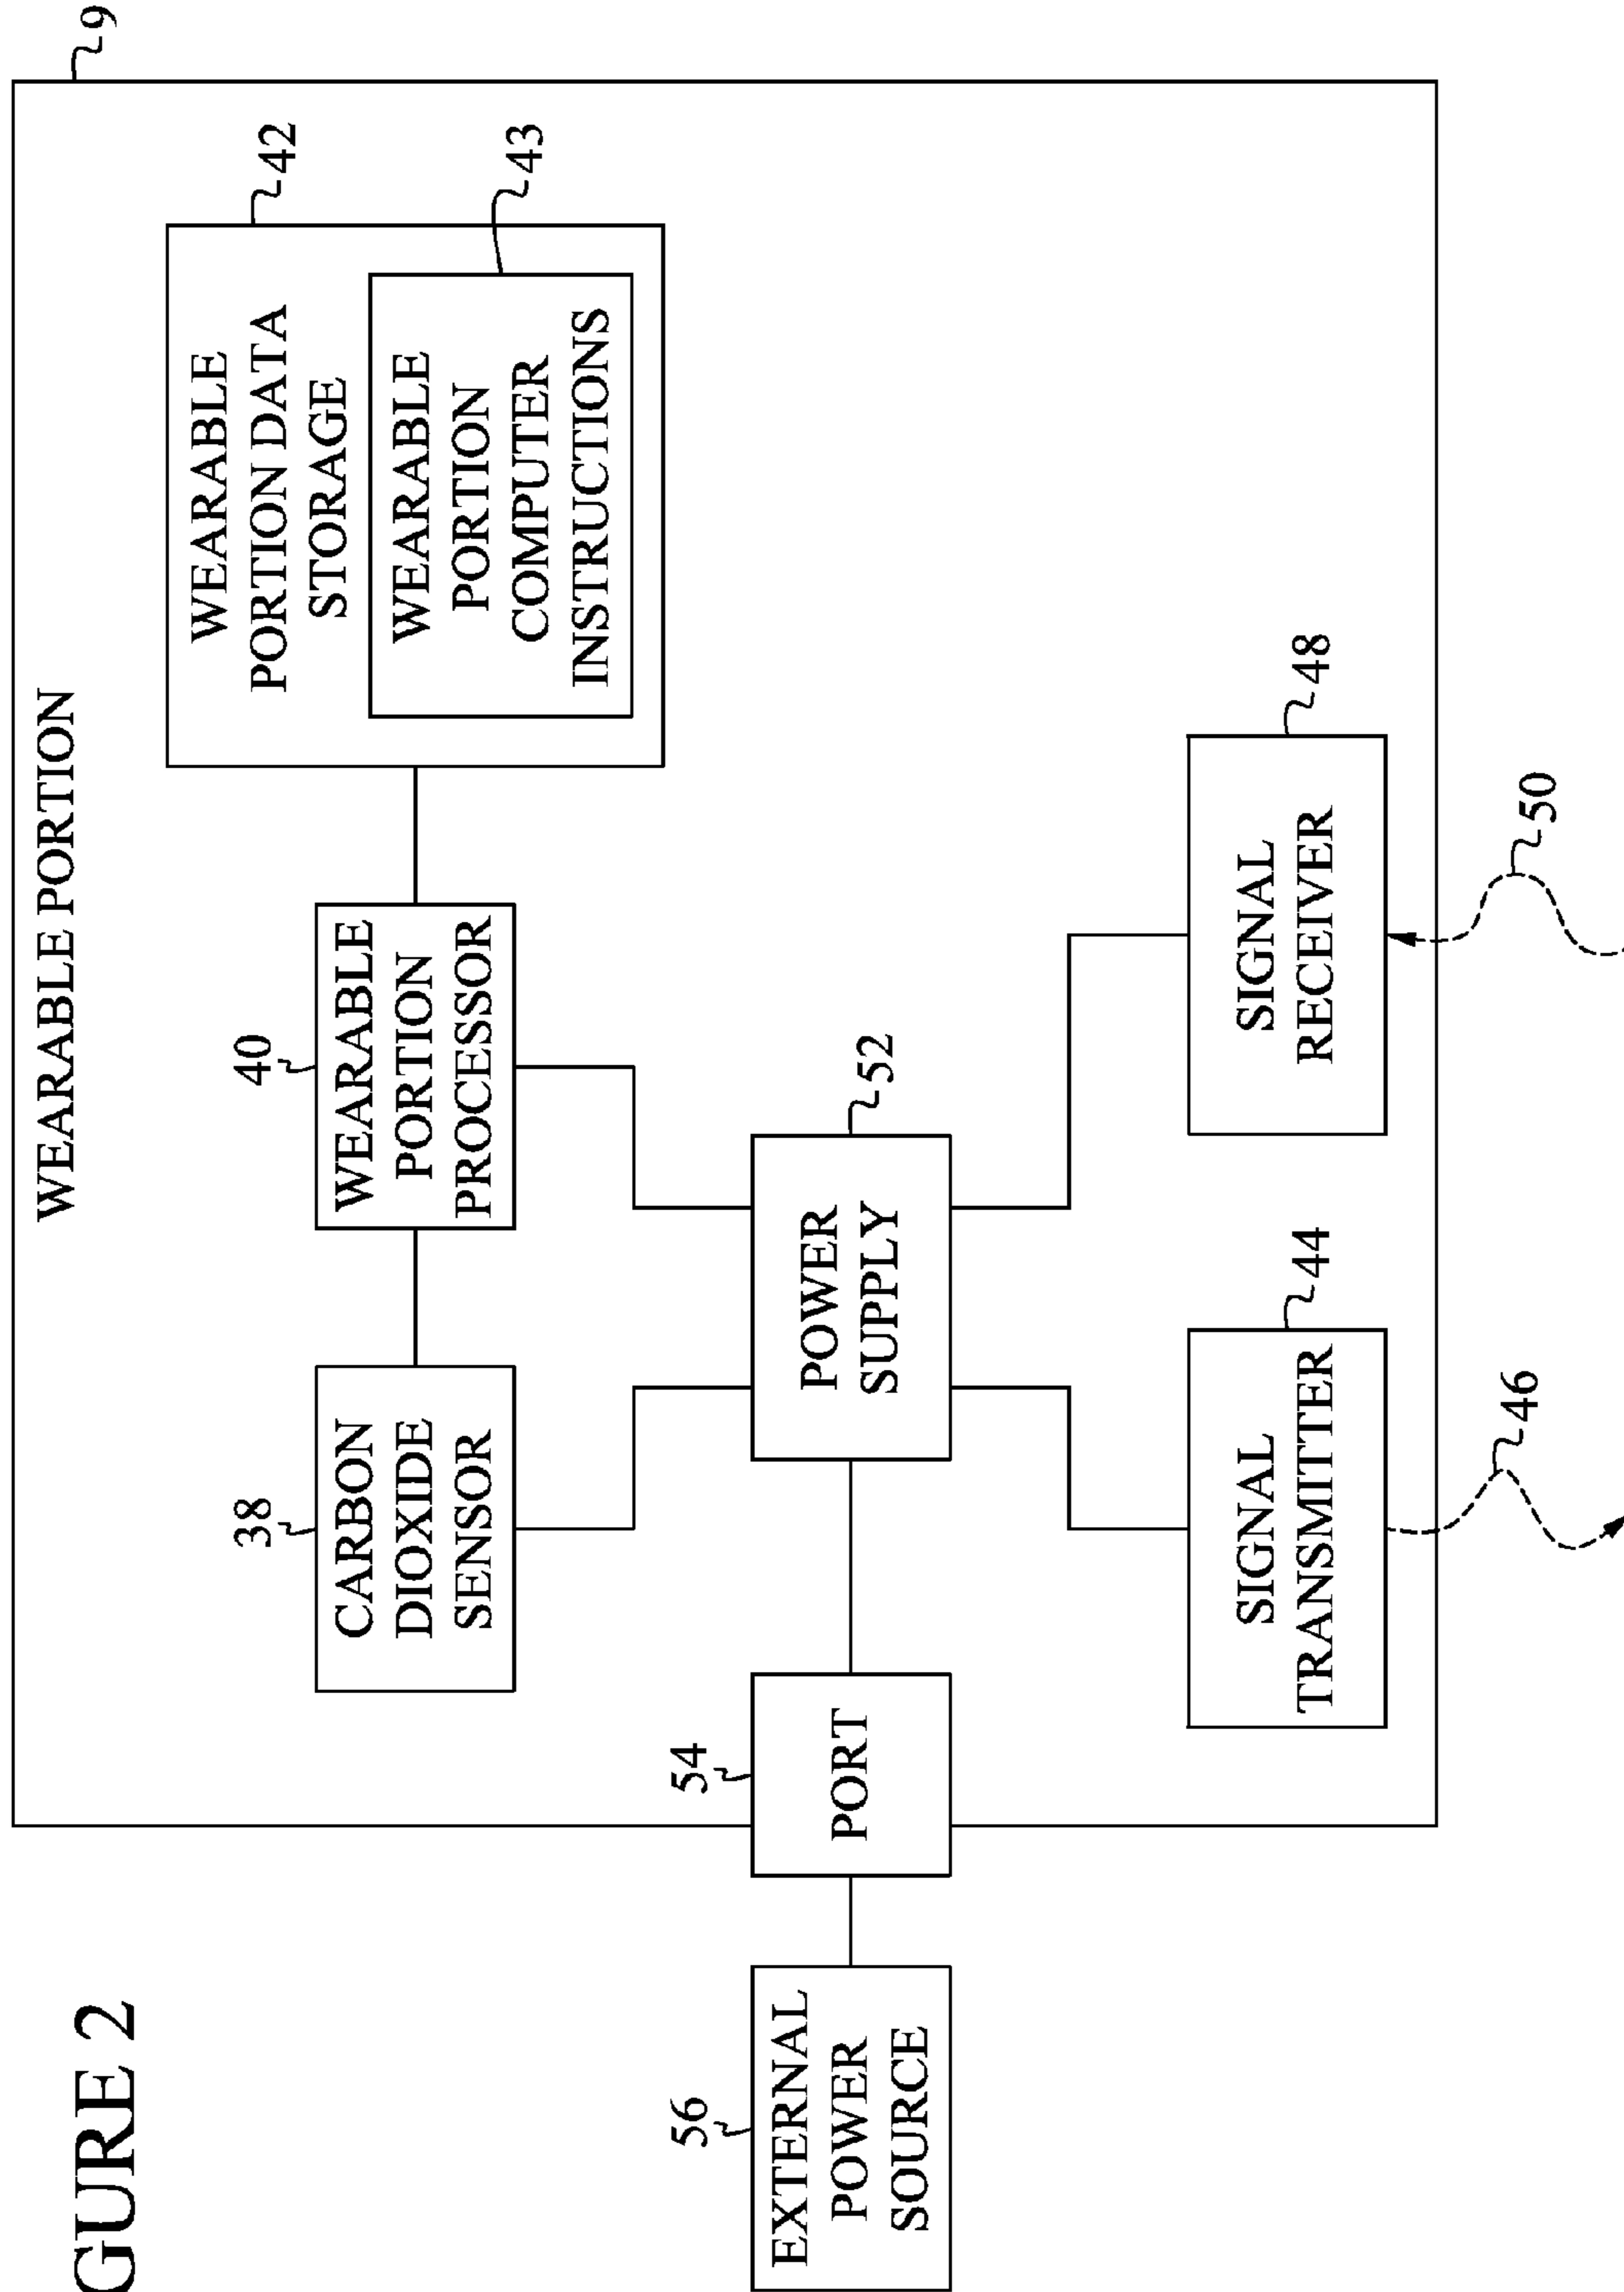 GURE 2
WEARABLE PORTION
9
38
CARBON
DIOXIDE
SENSOR
40
WEARABLE
PORTION
PROCESSOR
42
WEARABLE
PORTION DATA
STORAGE
43
WEARABLE
PORTION
COMPUTER
INSTRUCTIONS
56
EXTERNAL
POWER
SOURCE
54
PORT
52
POWER
SUPPLY
44
SIGNAL
TRANSMITTER
46
48
SIGNAL
RECEIVER
50